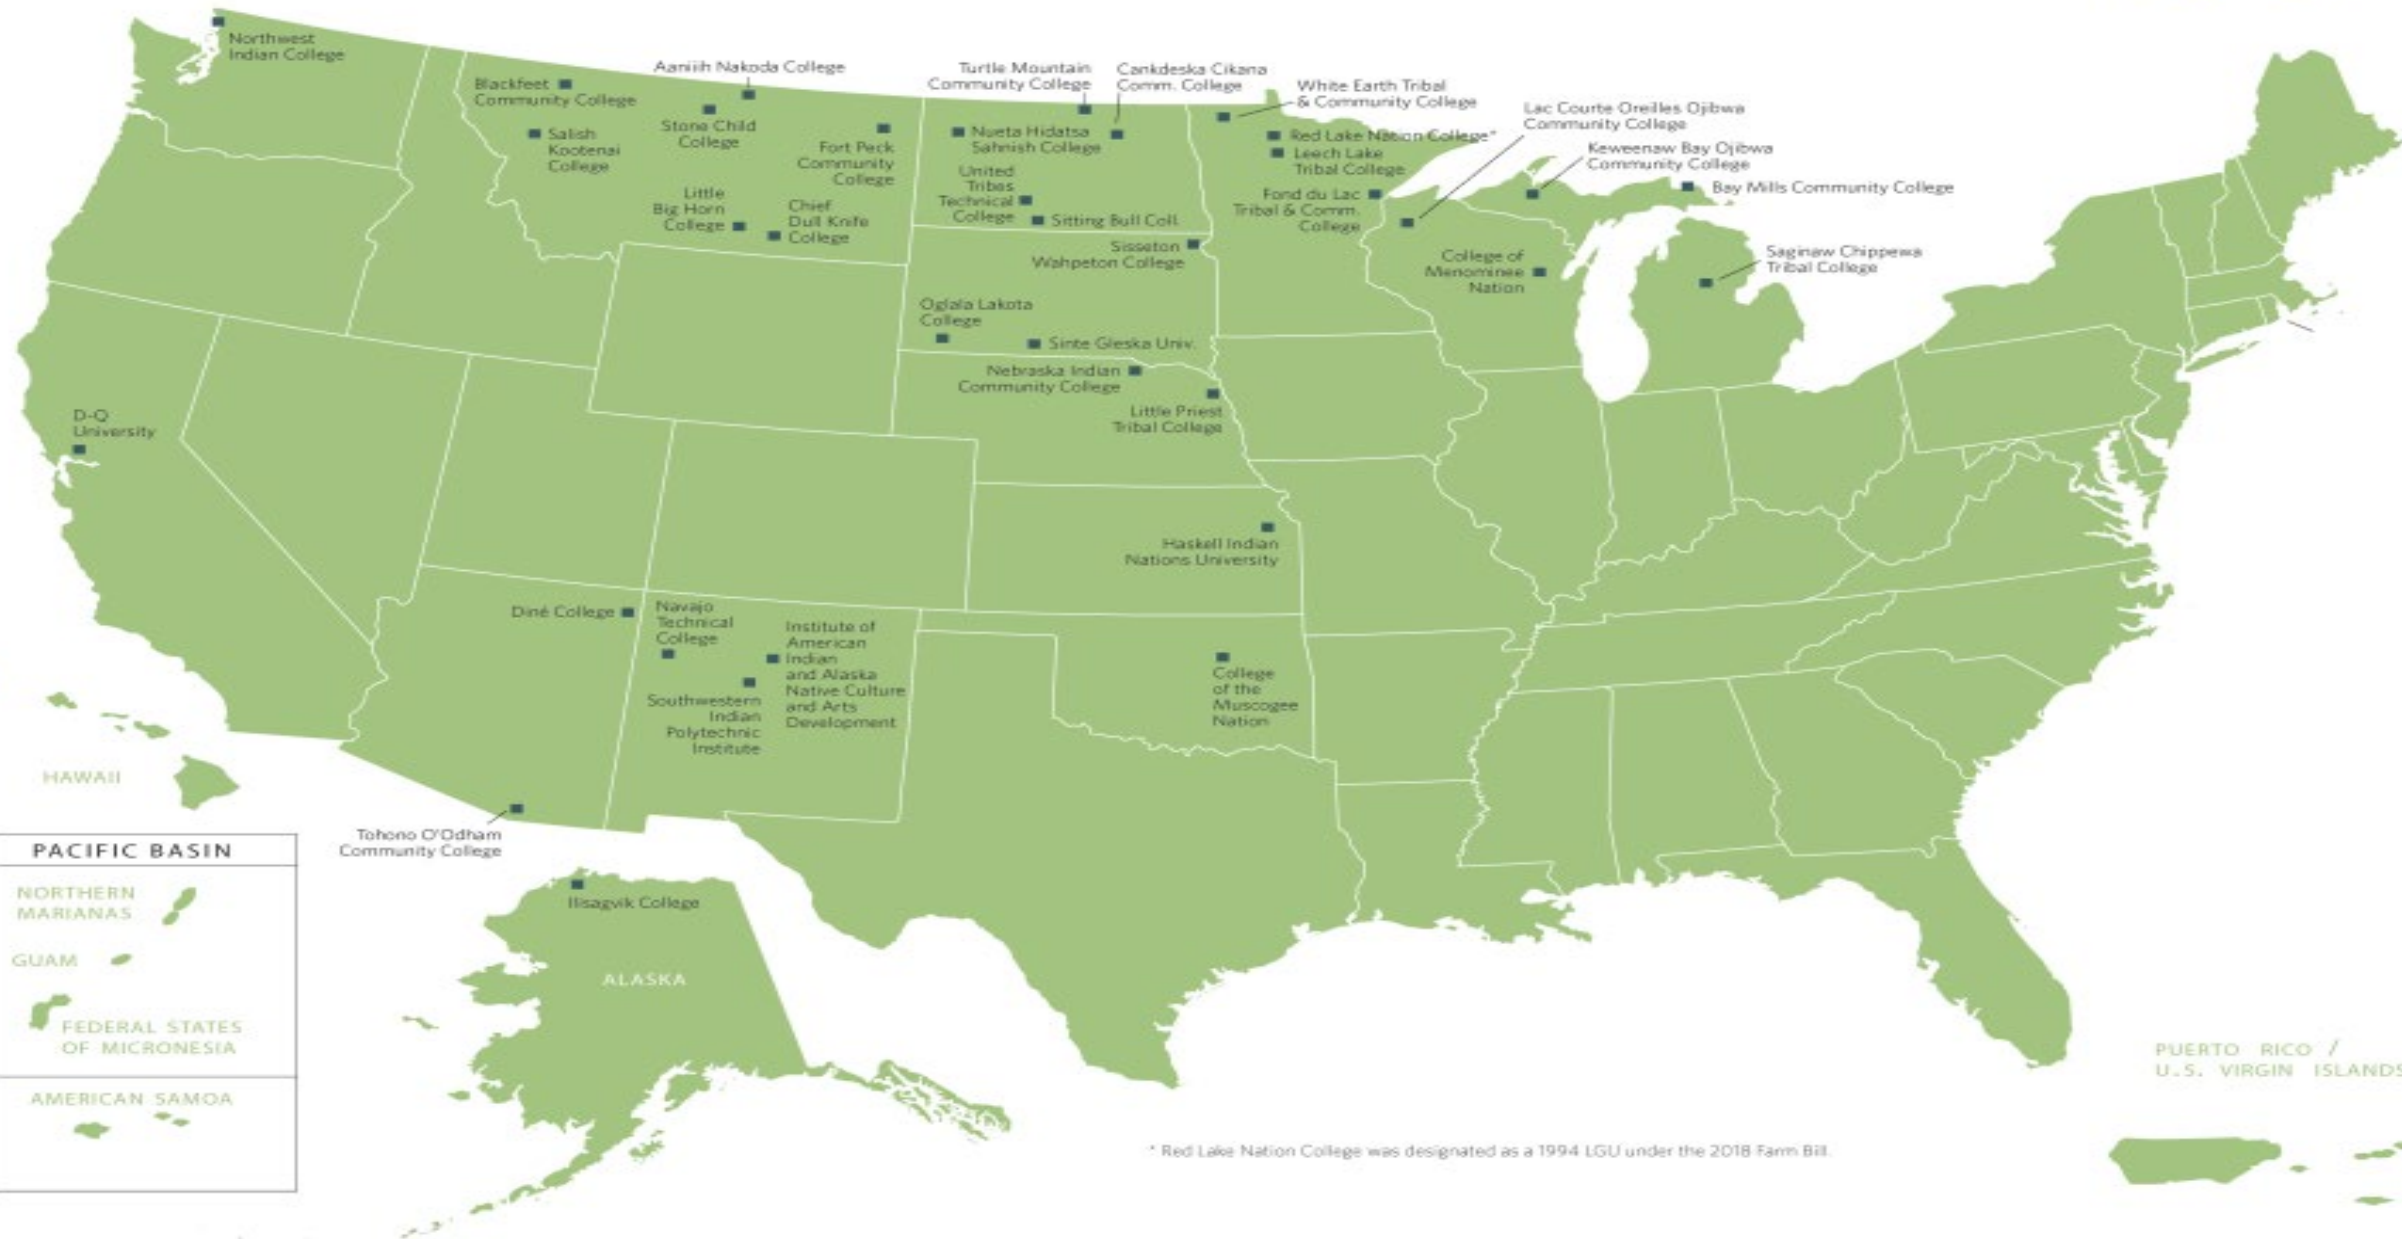 Northwest
Indian College
Blackfeet
Community College
Salish
Kootenai
College
Aaniiih Nakoda College
Stone Child
College
Fort Peck
Community
College
Little
Big Horn
College
Chief
Dull Knife
College
Turtle Mountain
Community College
Cankdeska Cikana
Comm. College
Nueta Hidatsa
Sahnish College
United
Tribes
Technical
College
Sitting Bull Coll.
Sisseton
Wahpeton College
Oglala Lakota
College
Sinte Gleska Univ.
Nebraska Indian
Community College
Little Priest
Tribal College
White Earth Tribal
& Community College
Red Lake Nation College*
Leech Lake
Tribal College
Fond du Lac
Tribal & Comm.
College
Lac Courte Oreilles Ojibwa
Community College
Keweenaw Bay Ojibwa
Community College
Bay Mills Community College
College of
Menominee
Nation
Saginaw Chippewa
Tribal College
D-Q
University
Haskell Indian
Nations University
Diné College
Navajo
Technical
College
Institute of
American
Indian
and Alaska
Native Culture
and Arts
Development
Southwestern
Indian
Polytechnic
Institute
College
of the
Muscogee
Nation
Tohono O'Odham
Community College
Ilisagvik College
ALASKA
HAWAII
PACIFIC BASIN
NORTHERN
MARIANAS
GUAM
FEDERAL STATES
OF MICRONESIA
AMERICAN SAMOA
PUERTO RICO /
U.S. VIRGIN ISLANDS
* Red Lake Nation College was designated as a 1994 LGU under the 2018 Farm Bill.